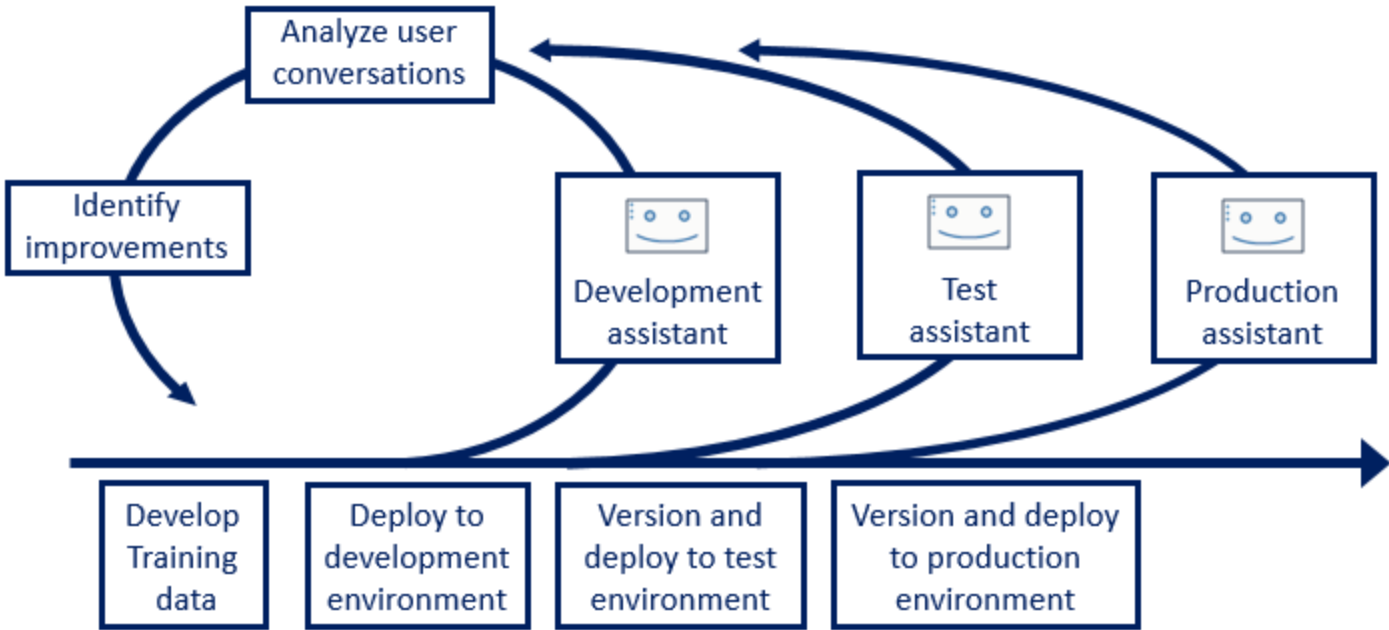 Analyze user
conversations
Identify
improvements
Development
assistant
Test
assistant
Production
assistant
Develop
Training
data
Deploy to
development
environment
Version and
deploy to test
environment
Version and deploy
to production
environment